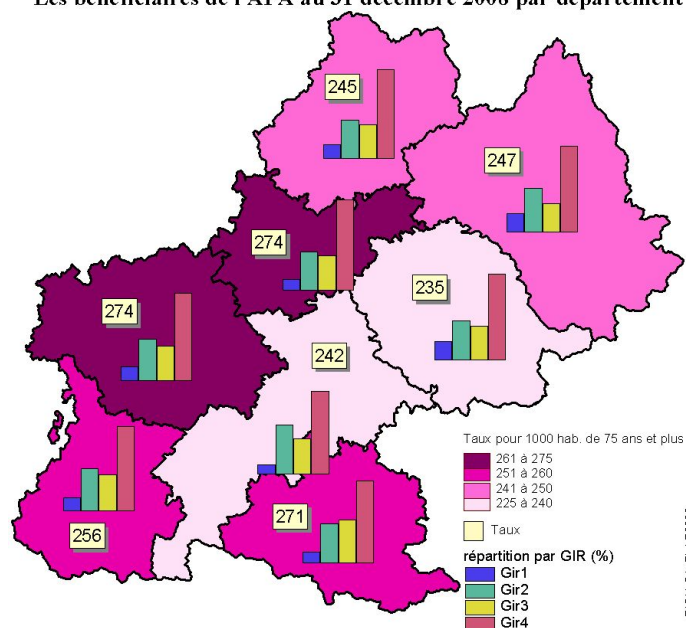 Les bénéficiaires de l'APA au 31 décembre 2008 par département
245
247
274
235
274
242
271
256
Taux pour 1000 hab. de 75 ans et plus
261 à 275
251 à 260
241 à 250
225 à 240
Taux
répartition par GIR (%)
Gir1
Gir2
Gir3
Gir4